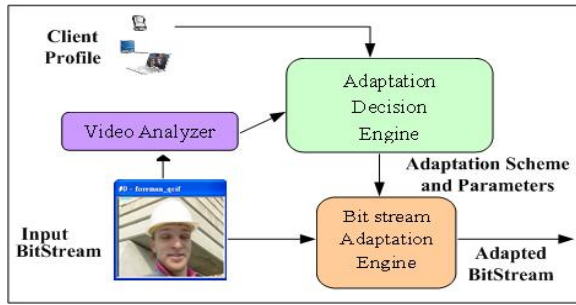 Client
Profile
Adaptation
Decision
Engine
Video Analyzer
Adaptation Scheme
and Parameters
#0 - foreman_qcif
Input
BitStream
Bit stream
Adaptation
Engine
Adapted
BitStream